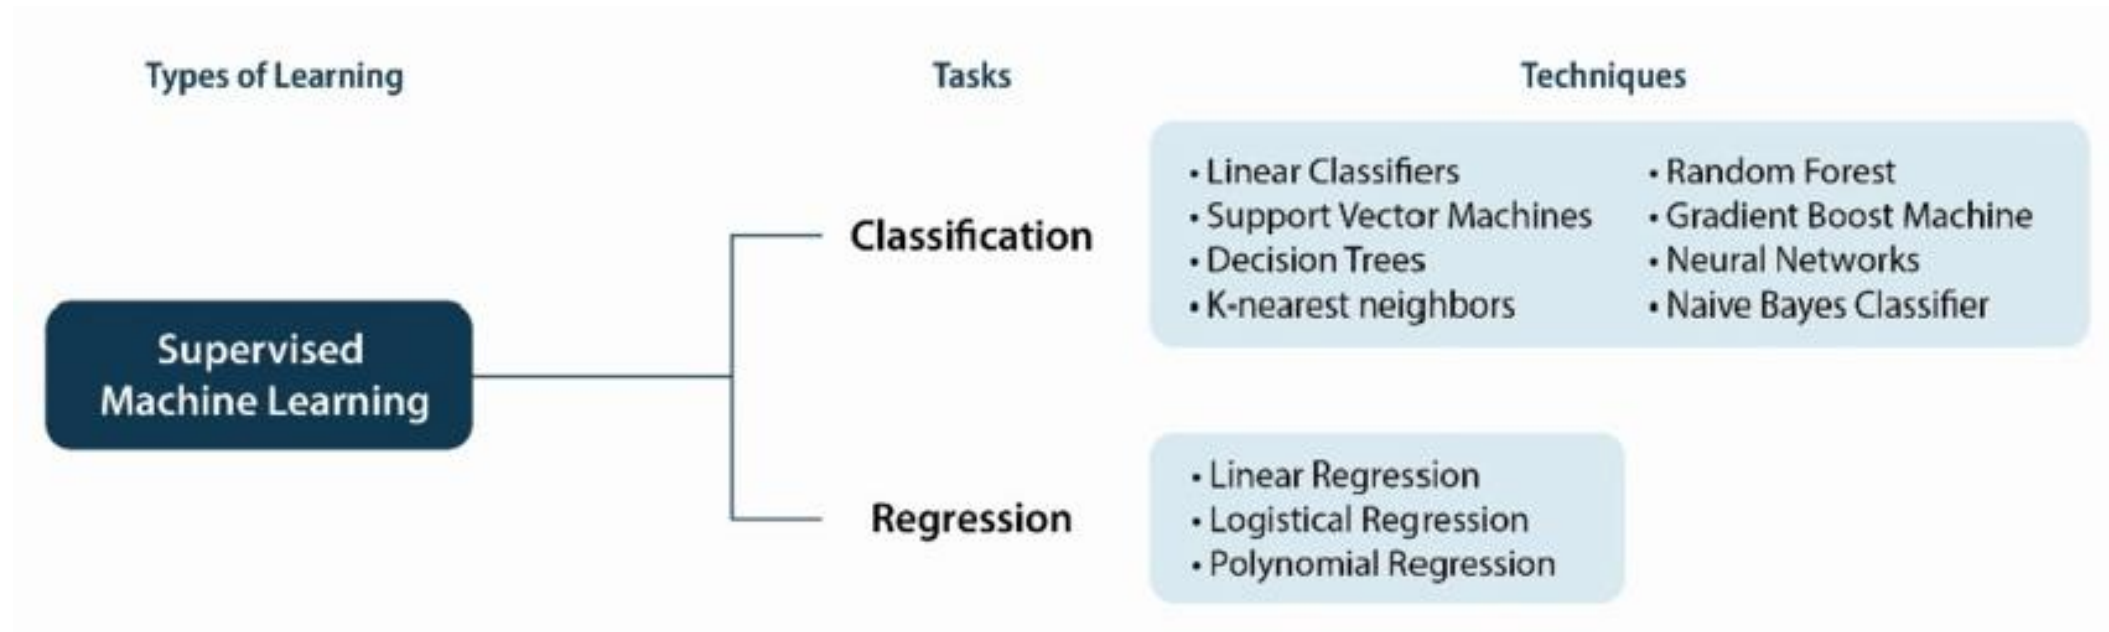 Types of Learning
Tasks
Techniques
Supervised
Machine Learning
Classification
• Linear Classifiers
• Support Vector Machines
• Decision Trees
• K-nearest neighbors
• Random Forest
• Gradient Boost Machine
• Neural Networks
• Naive Bayes Classifier
Regression
• Linear Regression
• Logistical Regression
• Polynomial Regression